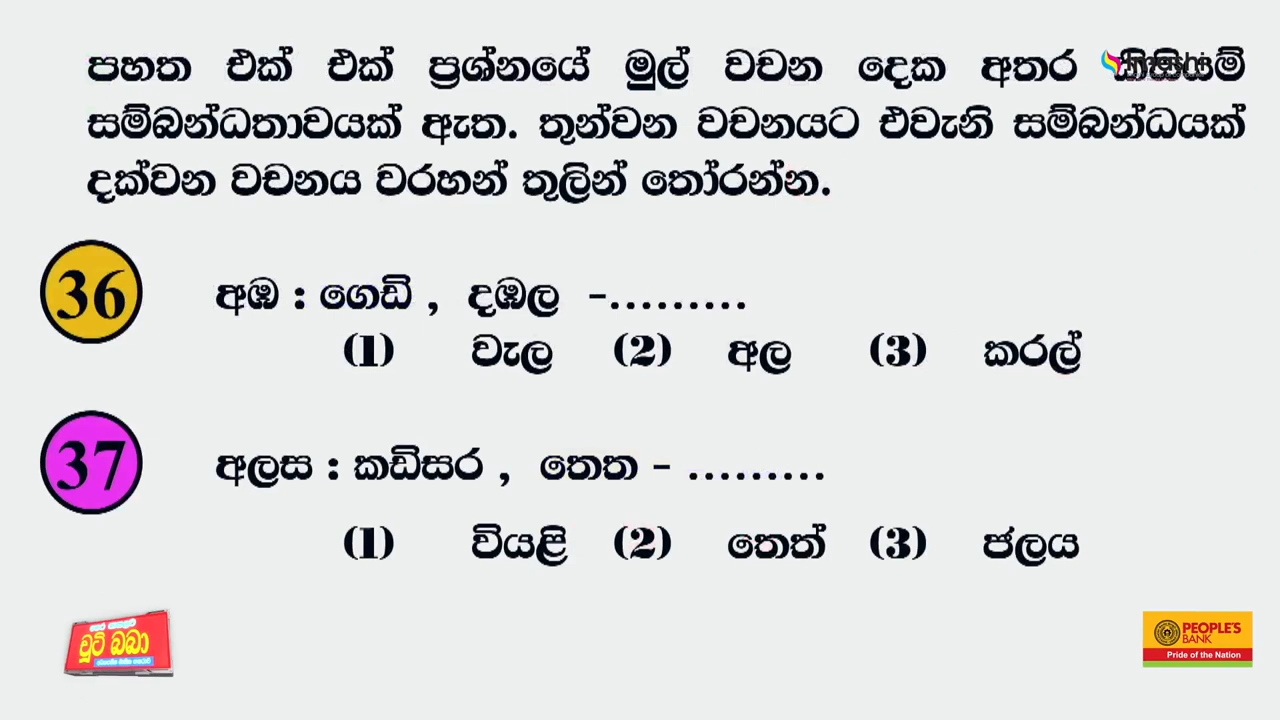 පහත එක් එක් ප්‍රශ්නයේ මුල් වචන දෙක අතර කිසියම්
සම්බන්ධතාවයක් ඇත. තුන්වන වචනයට එවැනි සම්බන්ධයක්
දක්වන වචනය වරහන් තුලින් තෝරන්න.
36 අඹ : ගෙඩි , දඹල -.........
(1) වැල (2) අල (3) කරල්
37 අලස : කඩිසර , තෙත - .........
(1) වියළි (2) තෙත් (3) ජලය
චූටි බබා
PEOPLE'S
BANK
Pride of the Nation